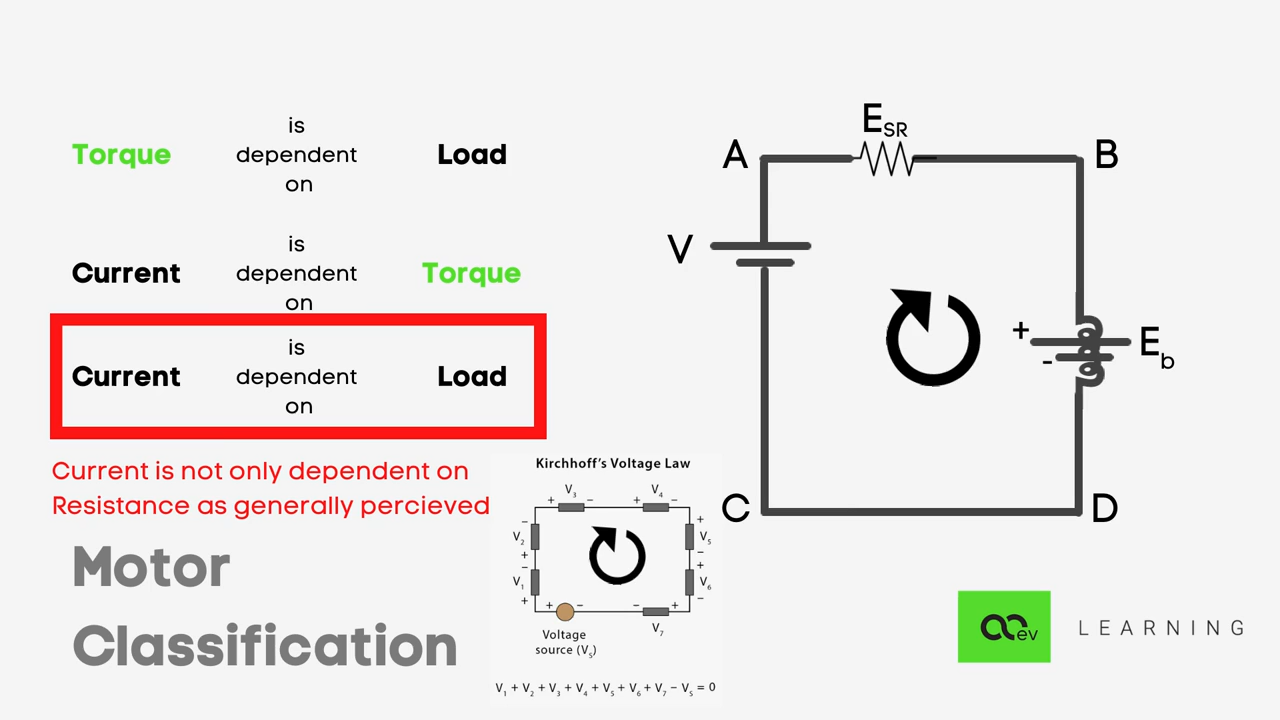 Torque is dependent on Load
Current is dependent on Torque
Current is dependent on Load
Current is not only dependent on
Resistance as generally percieved
Motor
Classification
Kirchhoff's Voltage Law
+ V3 −
+ V4 −
− V2 +
+ V5 −
− V1 +
+ V6 −
+ −
− V7 +
Voltage
source (VS)
V1 + V2 + V3 + V4 + V5 + V6 + V7 − VS = 0
ESR
A
B
V
+
-
Eb
C
D
ev
LEARNING